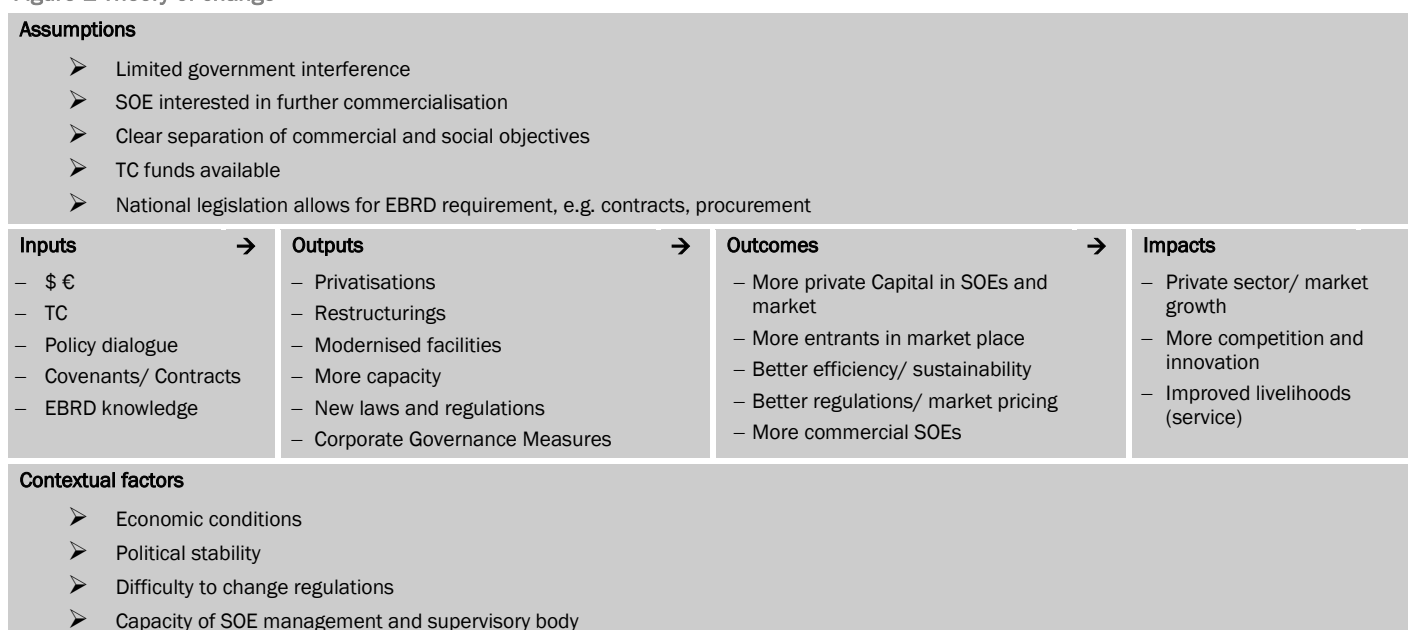 Assumptions
➢ Limited government interference
➢ SOE interested in further commercialisation
➢ Clear separation of commercial and social objectives
➢ TC funds available
➢ National legislation allows for EBRD requirement, e.g. contracts, procurement
Inputs →
– $ €
– TC
– Policy dialogue
– Covenants/ Contracts
– EBRD knowledge
Outputs →
– Privatisations
– Restructurings
– Modernised facilities
– More capacity
– New laws and regulations
– Corporate Governance Measures
Outcomes →
– More private Capital in SOEs and
market
– More entrants in market place
– Better efficiency/ sustainability
– Better regulations/ market pricing
– More commercial SOEs
Impacts
– Private sector/ market
growth
– More competition and
innovation
– Improved livelihoods
(service)
Contextual factors
➢ Economic conditions
➢ Political stability
➢ Difficulty to change regulations
➢ Capacity of SOE management and supervisory body